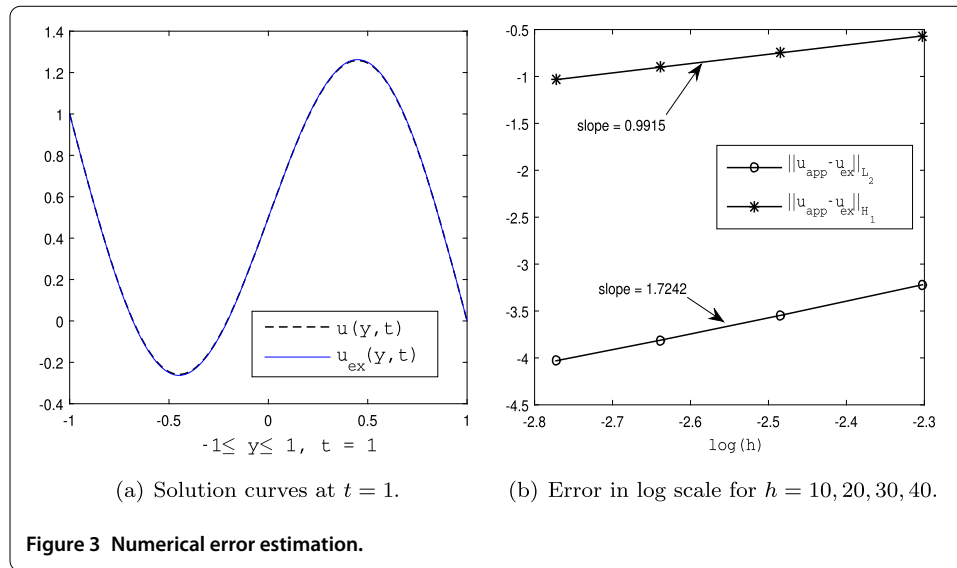 1.4
1.2
1
0.8
0.6
0.4
0.2
0
-0.2
-0.4
-1
-0.5
0
0.5
1
u(y,t)
u_ex(y,t)
-1≤ y≤ 1, t = 1
(a) Solution curves at t = 1.
-0.5
-1
-1.5
-2
-2.5
-3
-3.5
-4
-4.5
-2.8
-2.7
-2.6
-2.5
-2.4
-2.3
slope = 0.9915
||u_app-u_ex||_L_2
||u_app-u_ex||_H_1
slope = 1.7242
log(h)
(b) Error in log scale for h = 10, 20, 30, 40.
Figure 3 Numerical error estimation.